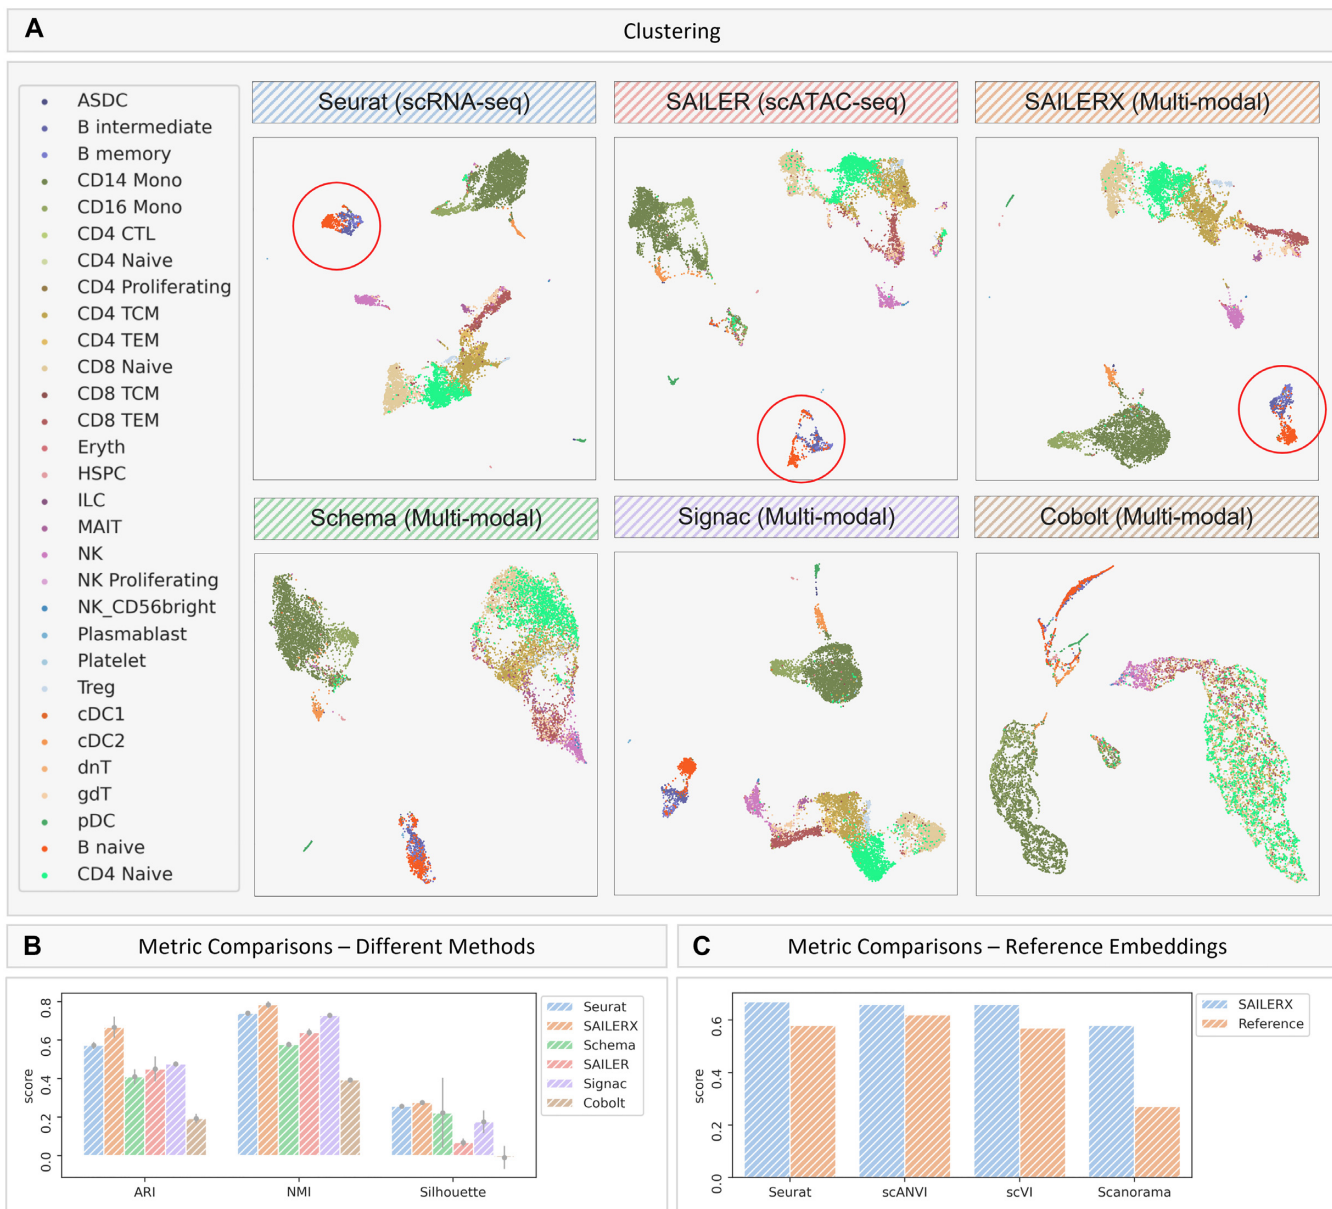 A
Clustering
ASDC
B intermediate
B memory
CD14 Mono
CD16 Mono
CD4 CTL
CD4 Naive
CD4 Proliferating
CD4 TCM
CD4 TEM
CD8 Naive
CD8 TCM
CD8 TEM
Eryth
HSPC
ILC
MAIT
NK
NK Proliferating
NK_CD56bright
Plasmablast
Platelet
Treg
cDC1
cDC2
dnT
gdT
pDC
B naive
CD4 Naive
Seurat (scRNA-seq)
SAILER (scATAC-seq)
SAILERX (Multi-modal)
Schema (Multi-modal)
Signac (Multi-modal)
Cobolt (Multi-modal)
B
Metric Comparisons – Different Methods
score
0.8
0.6
0.4
0.2
0.0
ARI
NMI
Silhouette
Seurat
SAILERX
Schema
SAILER
Signac
Cobolt
C
Metric Comparisons – Reference Embeddings
score
0.6
0.4
0.2
0.0
Seurat
scANVI
scVI
Scanorama
SAILERX
Reference